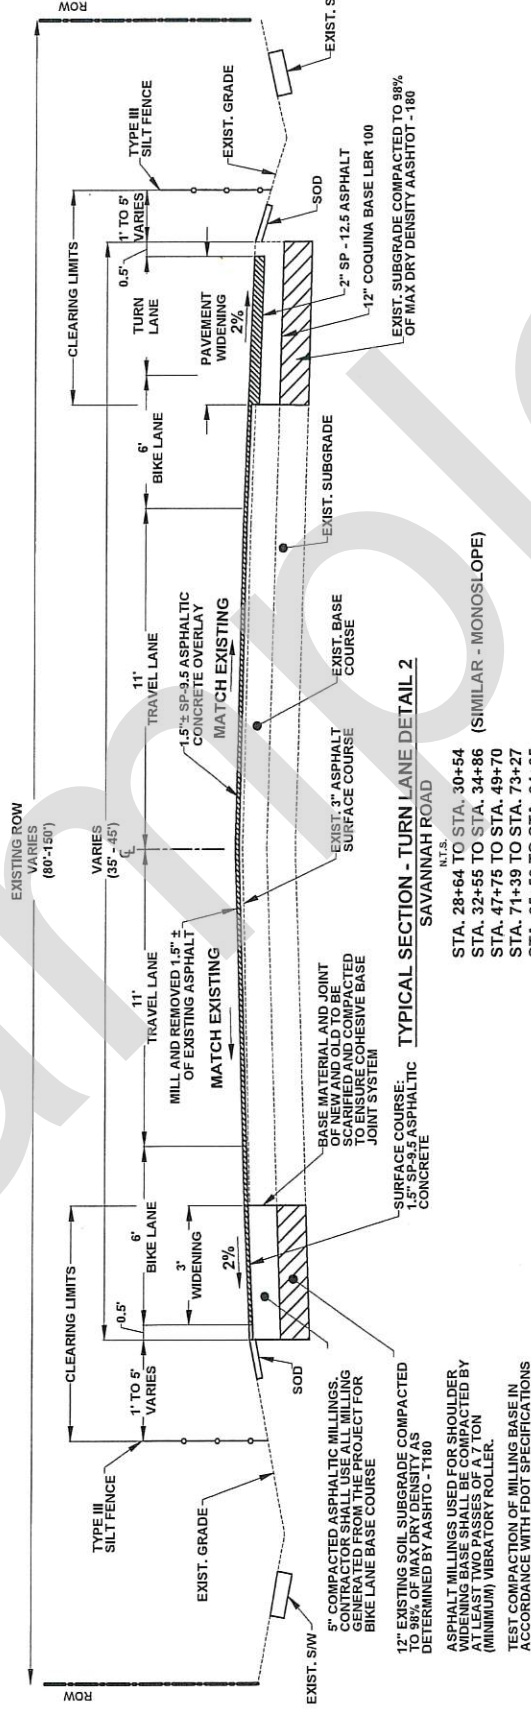 EXISTING ROW
VARIES
(80'-150')
ROW
ROW
VARIES
(35' - 45')
CLEARING LIMITS
CLEARING LIMITS
TYPE III
SILT FENCE
1' TO 5'
VARIES
0.5'
6'
BIKE LANE
11'
TRAVEL LANE
11'
TRAVEL LANE
6'
BIKE LANE
TURN
LANE
0.5'
1' TO 5'
VARIES
TYPE III
SILT FENCE
3'
WIDENING
2%
MILL AND REMOVED 1.5" ±
OF EXISTING ASPHALT
MATCH EXISTING
1.5"± SP-9.5 ASPHALTIC
CONCRETE OVERLAY
MATCH EXISTING
PAVEMENT
WIDENING
2%
EXIST. GRADE
EXIST. GRADE
EXIST. S/W
EXIST. S
SOD
SOD
5" COMPACTED ASPHALTIC MILLINGS.
CONTRACTOR SHALL USE ALL MILLING
GENERATED FROM THE PROJECT FOR
BIKE LANE BASE COURSE
BASE MATERIAL AND JOINT
OF NEW AND OLD TO BE
SCARIFIED AND COMPACTED
TO ENSURE COHESIVE BASE
JOINT SYSTEM
EXIST. 3" ASPHALT
SURFACE COURSE
EXIST. BASE
COURSE
EXIST. SUBGRADE
2" SP - 12.5 ASPHALT
12" COQUINA BASE LBR 100
EXIST. SUBGRADE COMPACTED TO 98%
OF MAX DRY DENSITY AASHTOT - 180
12" EXISTING SOIL SUBGRADE COMPACTED
TO 98% OF MAX DRY DENSITY AS
DETERMINED BY AASHTO - T180
SURFACE COURSE:
1.5" SP-9.5 ASPHALTIC
CONCRETE
ASPHALT MILLINGS USED FOR SHOULDER
WIDENING BASE SHALL BE COMPACTED BY
AT LEAST TWO PASSES OF A 7 TON
(MINIMUM) VIBRATORY ROLLER.
TEST COMPACTION OF MILLING BASE IN
ACCORDANCE WITH FDOT SPECIFICATIONS
TYPICAL SECTION - TURN LANE DETAIL 2
SAVANNAH ROAD
N.T.S.
STA. 28+64 TO STA. 30+54
STA. 32+55 TO STA. 34+86 (SIMILAR - MONOSLOPE)
STA. 47+75 TO STA. 49+70
STA. 71+39 TO STA. 73+27